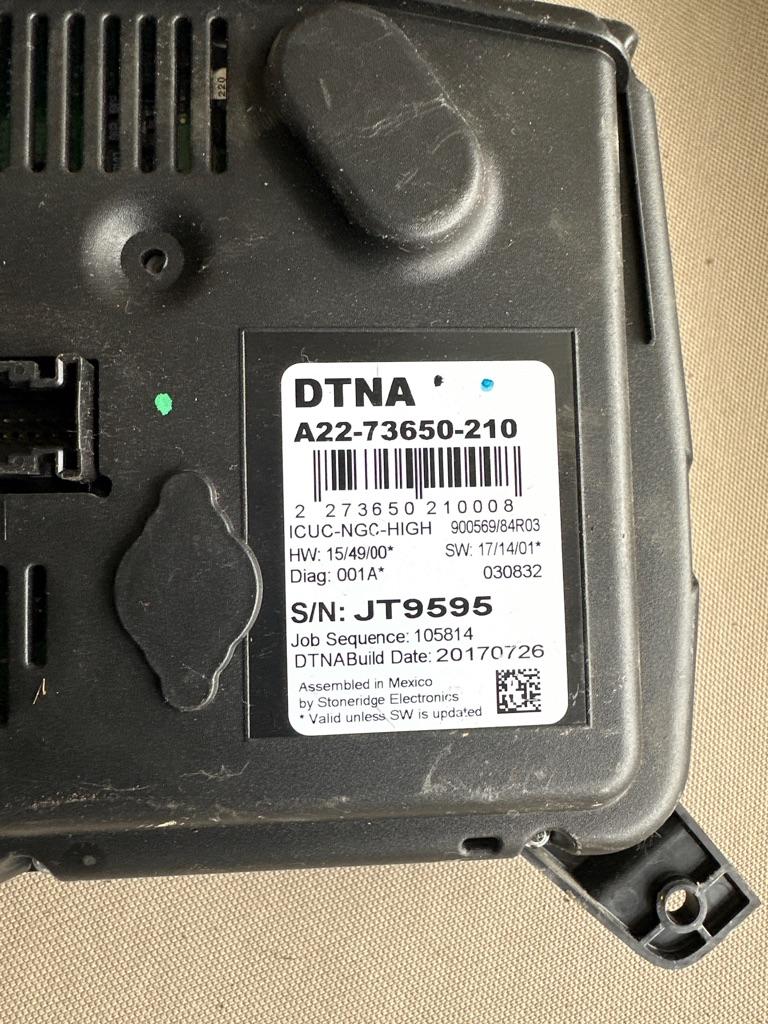 220
DTNA
A22-73650-210
2 273650 210008
ICUC-NGC-HIGH 900569/84R03
HW: 15/49/00* SW: 17/14/01*
Diag: 001A* 030832
S/N: JT9595
Job Sequence: 105814
DTNABuild Date: 20170726
Assembled in Mexico
by Stoneridge Electronics
* Valid unless SW is updated